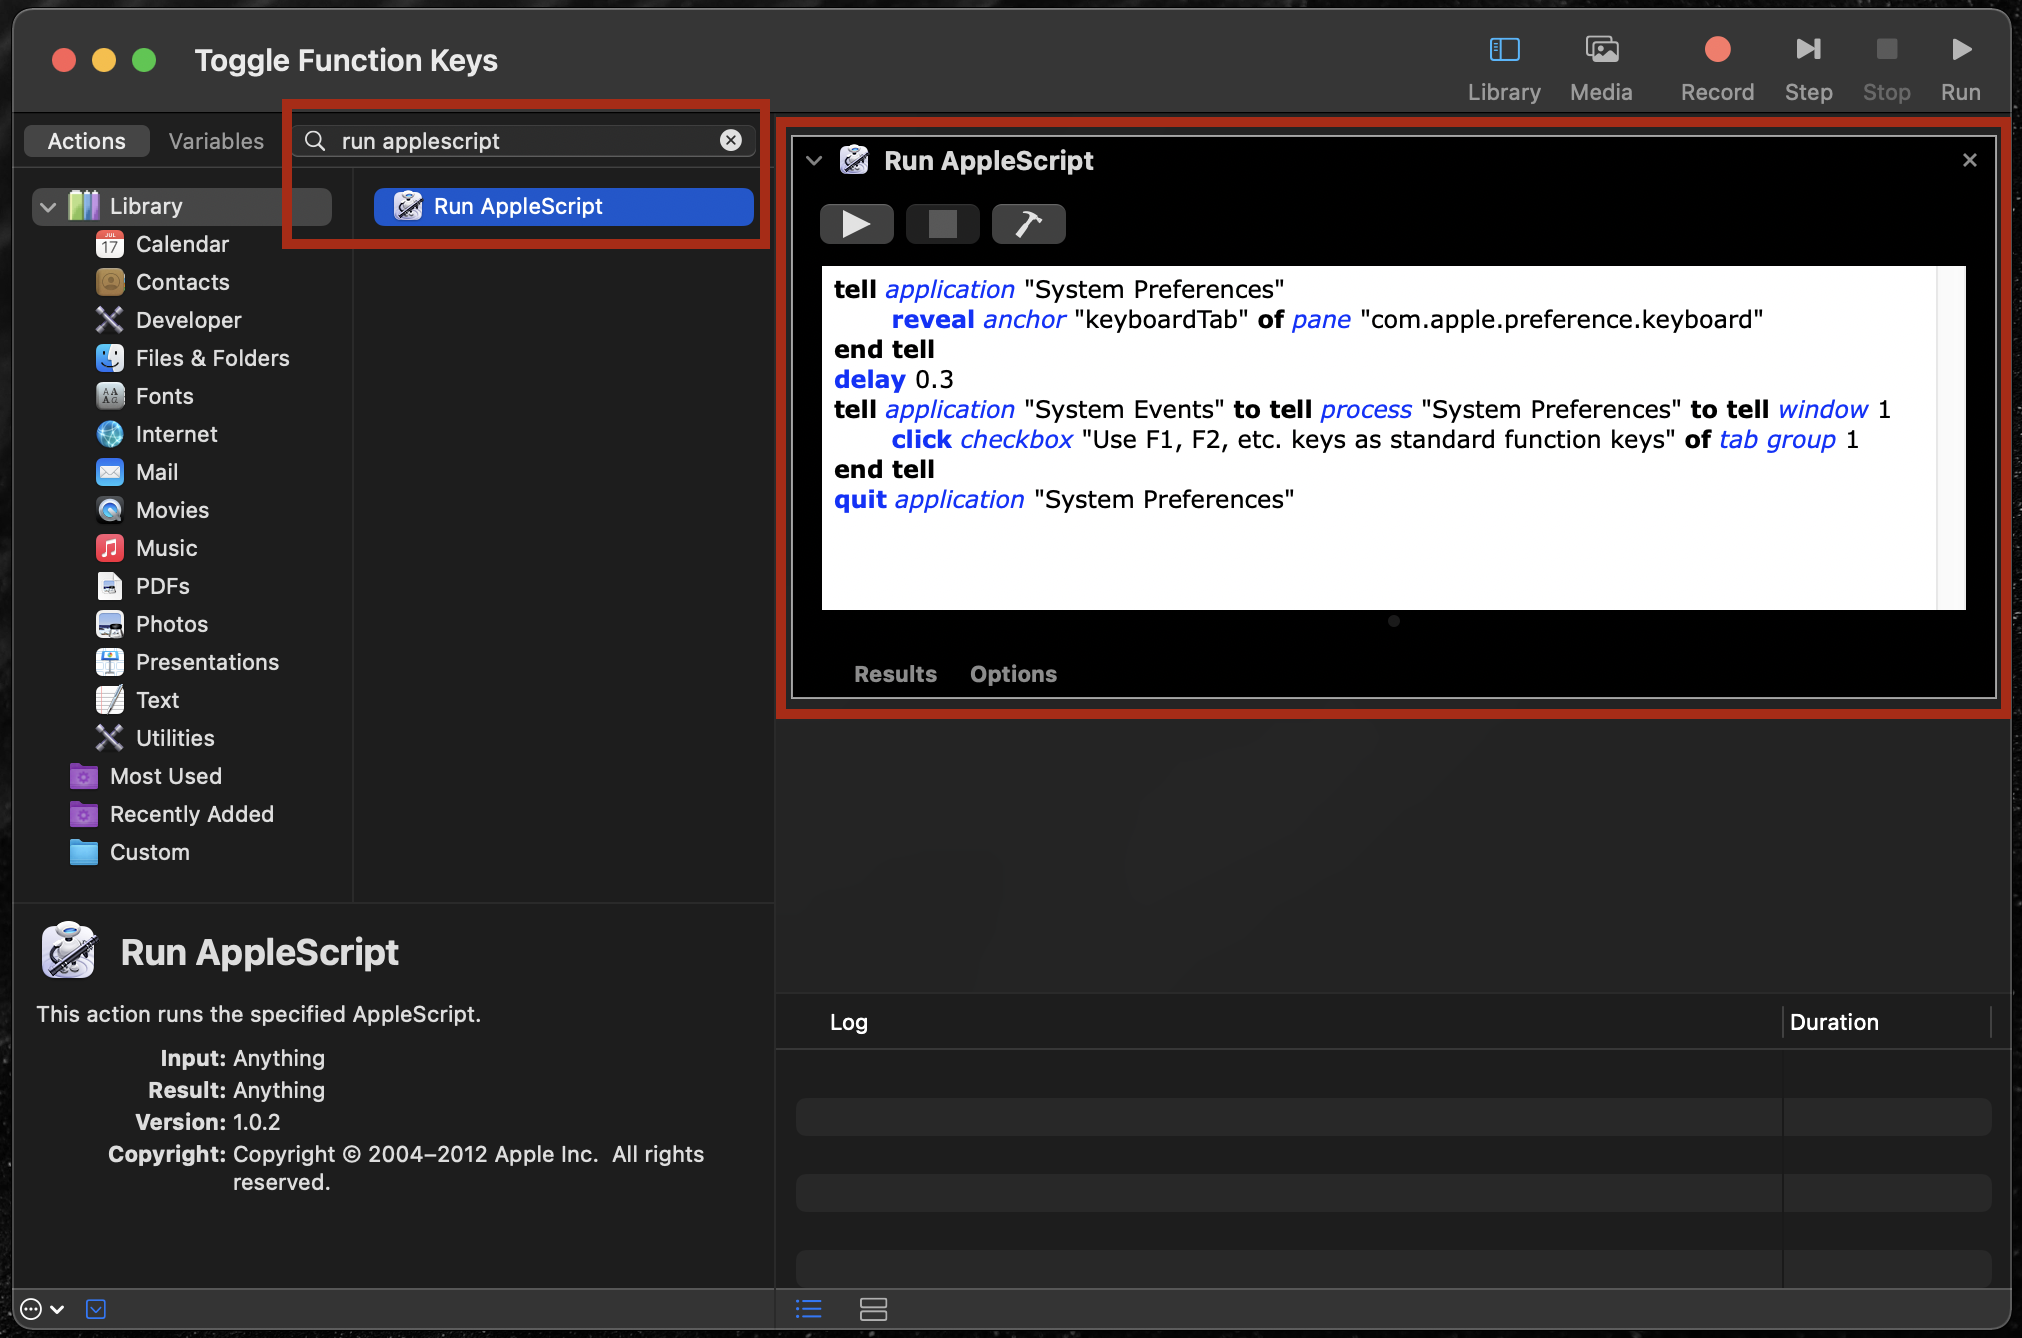 Toggle Function Keys
Library
Media
Record
Step
Stop
Run
Actions
Variables
run applescript
Library
JUL
17
Calendar
Contacts
Developer
Files & Folders
Fonts
Internet
Mail
Movies
Music
PDFs
Photos
Presentations
Text
Utilities
Most Used
Recently Added
Custom
Run AppleScript
Run AppleScript
tell application "System Preferences"
reveal anchor "keyboardTab" of pane "com.apple.preference.keyboard"
end tell
delay 0.3
tell application "System Events" to tell process "System Preferences" to tell window 1
click checkbox "Use F1, F2, etc. keys as standard function keys" of tab group 1
end tell
quit application "System Preferences"
Results
Options
Run AppleScript
This action runs the specified AppleScript.
Input: Anything
Result: Anything
Version: 1.0.2
Copyright: Copyright © 2004–2012 Apple Inc. All rights
reserved.
Log
Duration